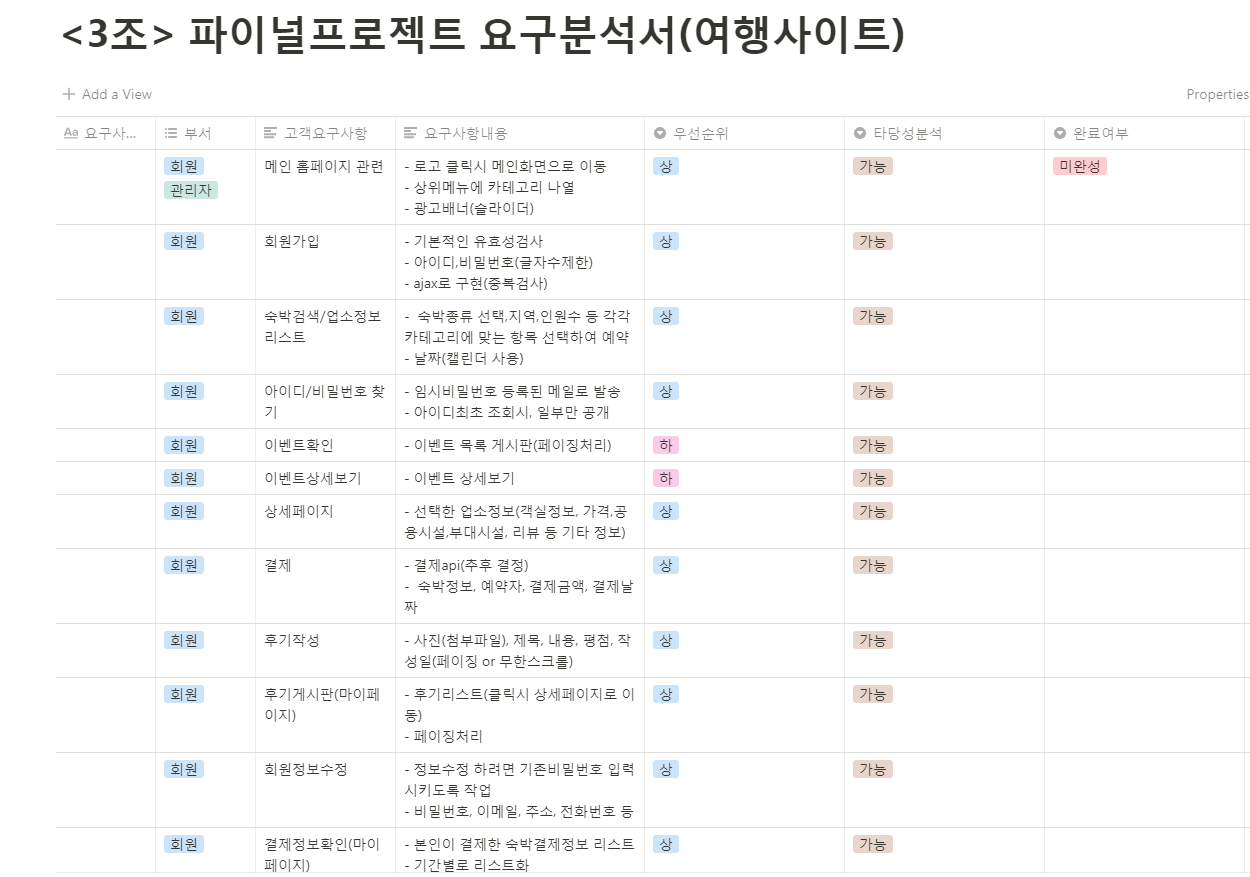 <3조> 파이널프로젝트 요구분석서(여행사이트)
Add a View
Properties
요구사...
부서
고객요구사항
요구사항내용
우선순위
타당성분석
완료여부
회원
관리자
메인 홈페이지 관련
- 로고 클릭시 메인화면으로 이동
- 상위메뉴에 카테고리 나열
- 광고배너(슬라이더)
상
가능
미완성
회원
회원가입
- 기본적인 유효성검사
- 아이디,비밀번호(글자수제한)
- ajax로 구현(중복검사)
상
가능
회원
숙박검색/업소정보
리스트
- 숙박종류 선택,지역,인원수 등 각각
카테고리에 맞는 항목 선택하여 예약
- 날짜(캘린더 사용)
상
가능
회원
아이디/비밀번호 찾
기
- 임시비밀번호 등록된 메일로 발송
- 아이디최초 조회시, 일부만 공개
상
가능
회원
이벤트확인
- 이벤트 목록 게시판(페이징처리)
하
가능
회원
이벤트상세보기
- 이벤트 상세보기
하
가능
회원
상세페이지
- 선택한 업소정보(객실정보, 가격,공
용시설,부대시설, 리뷰 등 기타 정보)
상
가능
회원
결제
- 결제api(추후 결정)
- 숙박정보, 예약자, 결제금액, 결제날
짜
상
가능
회원
후기작성
- 사진(첨부파일), 제목, 내용, 평점, 작
성일(페이징 or 무한스크롤)
상
가능
회원
후기게시판(마이페
이지)
- 후기리스트(클릭시 상세페이지로 이
동)
- 페이징처리
상
가능
회원
회원정보수정
- 정보수정 하려면 기존비밀번호 입력
시키도록 작업
- 비밀번호, 이메일, 주소, 전화번호 등
상
가능
회원
결제정보확인(마이
페이지)
- 본인이 결제한 숙박결제정보 리스트
- 기간별로 리스트화
상
가능